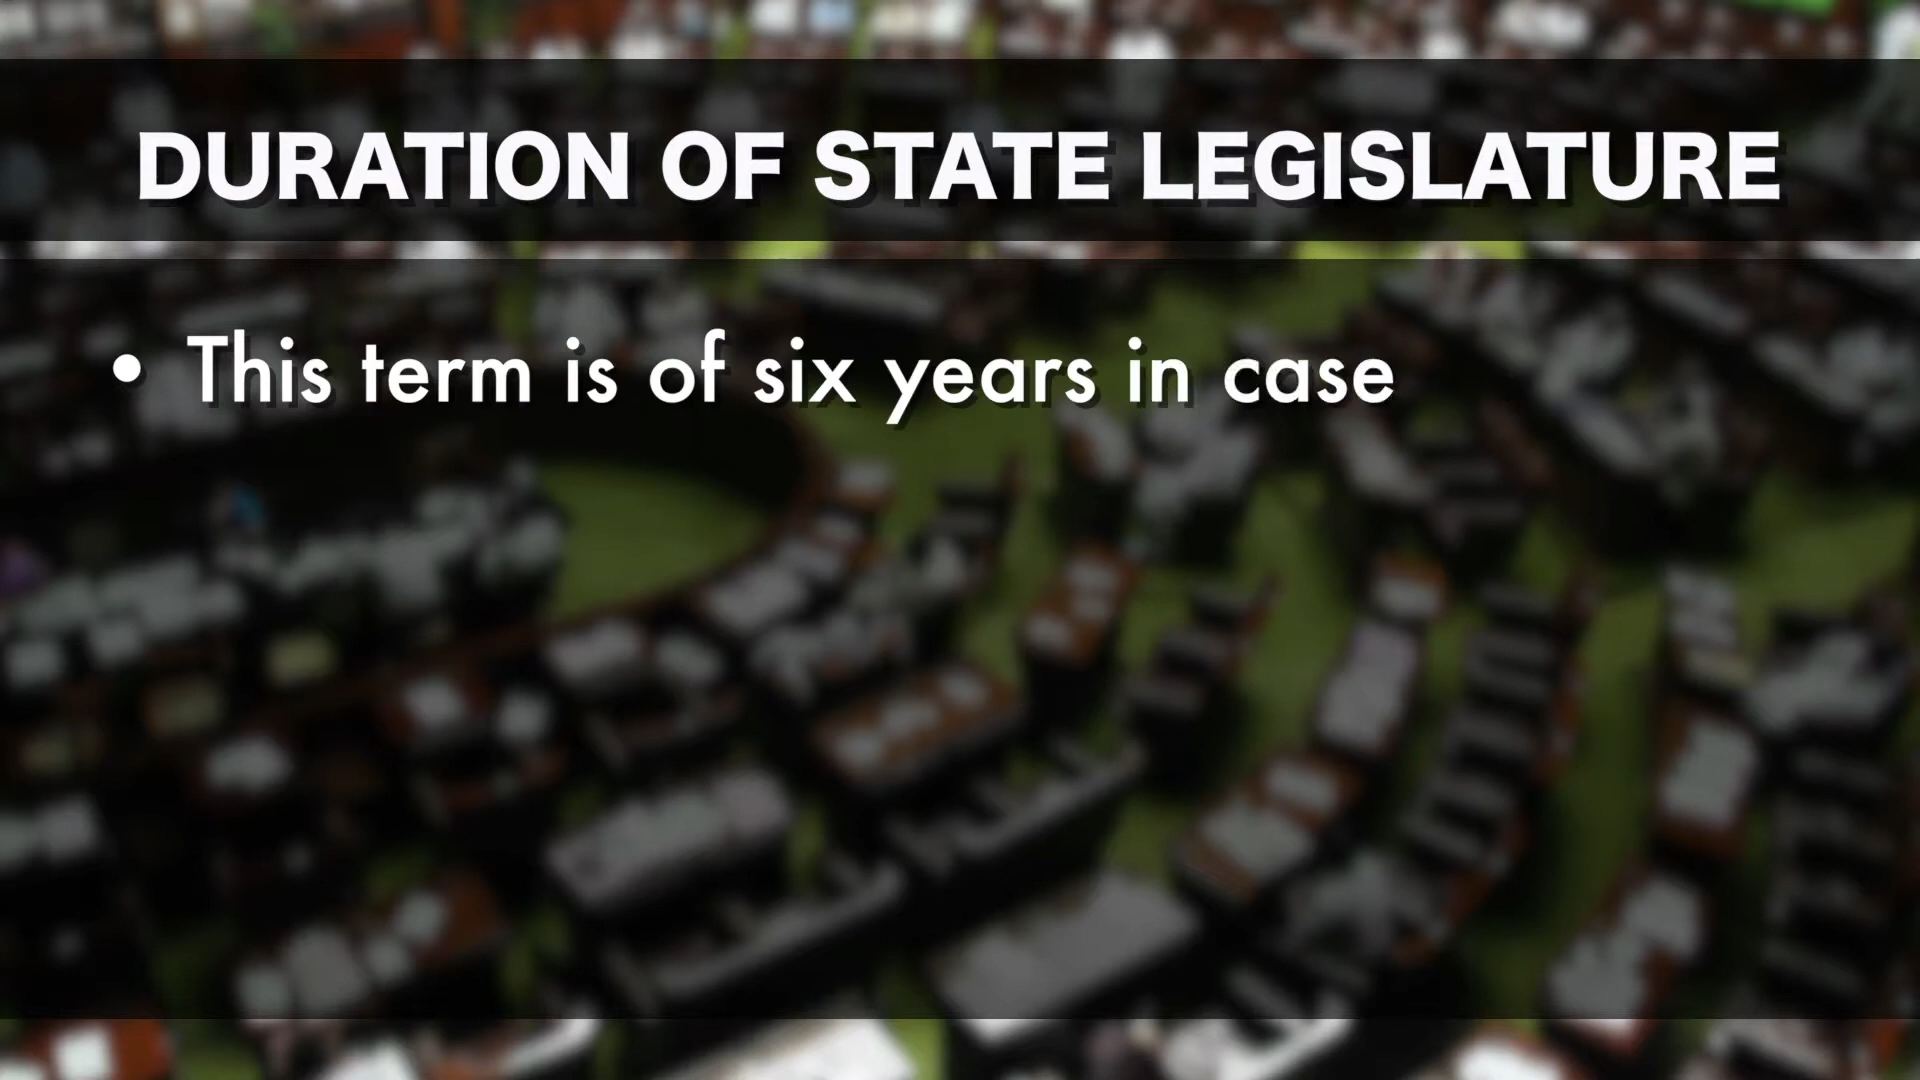 DURATION OF STATE LEGISLATURE
• This term is of six years in case